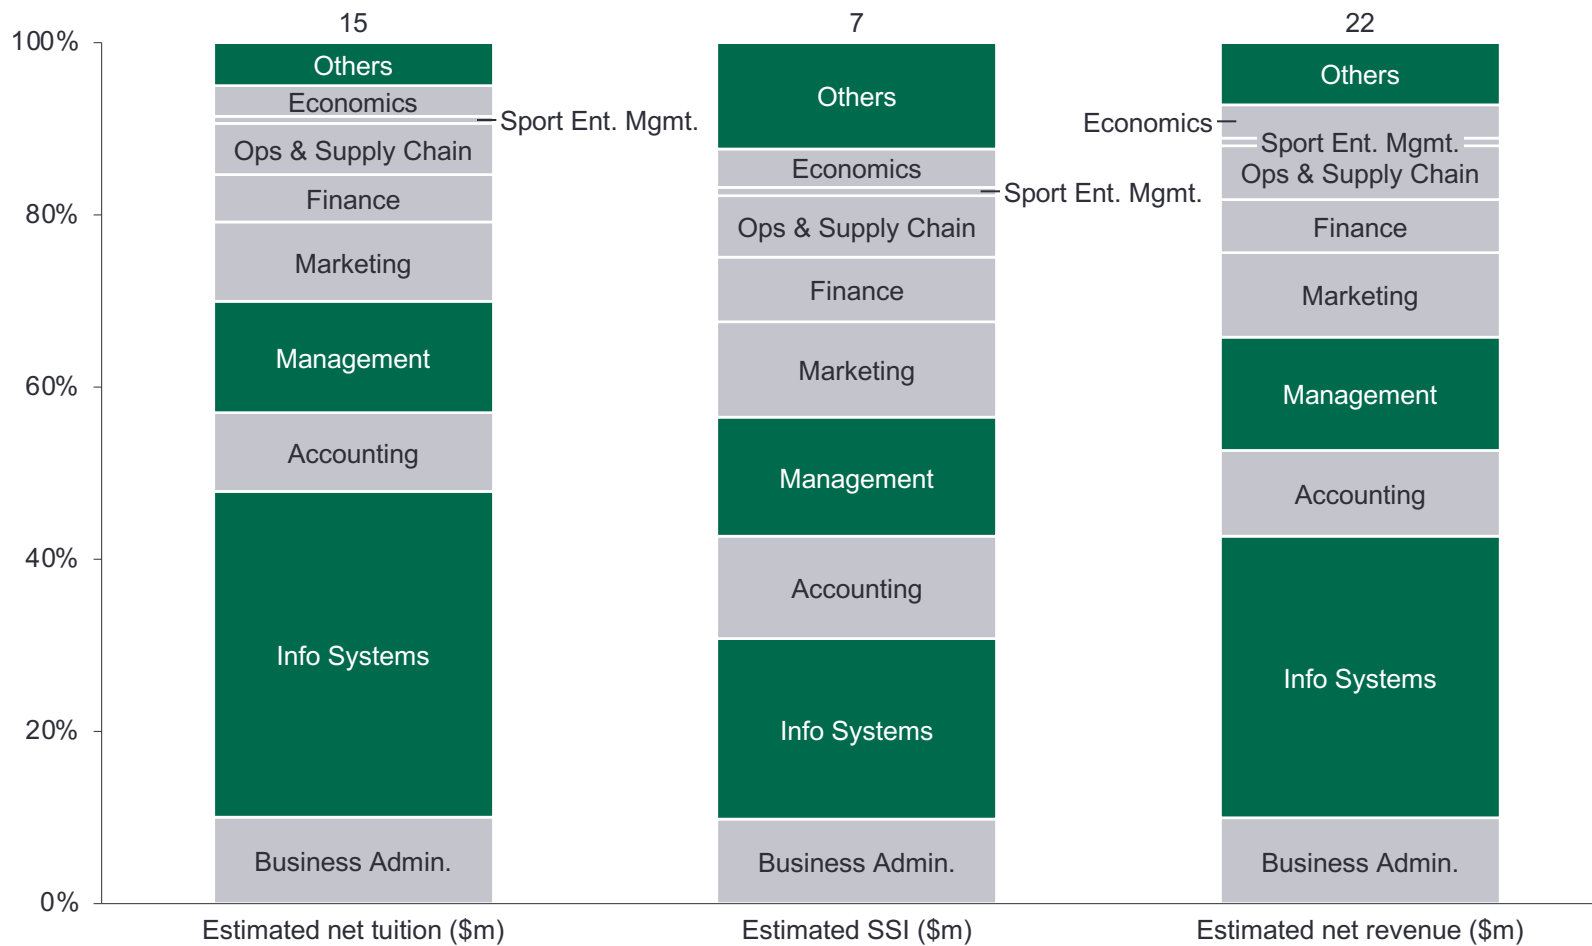 15
7
22
100%
80%
60%
40%
20%
0%
Others
Economics
Sport Ent. Mgmt.
Ops & Supply Chain
Finance
Marketing
Management
Accounting
Info Systems
Business Admin.
Others
Economics
Sport Ent. Mgmt.
Ops & Supply Chain
Finance
Marketing
Management
Accounting
Info Systems
Business Admin.
Others
Economics
Sport Ent. Mgmt.
Ops & Supply Chain
Finance
Marketing
Management
Accounting
Info Systems
Business Admin.
Estimated net tuition ($m)
Estimated SSI ($m)
Estimated net revenue ($m)